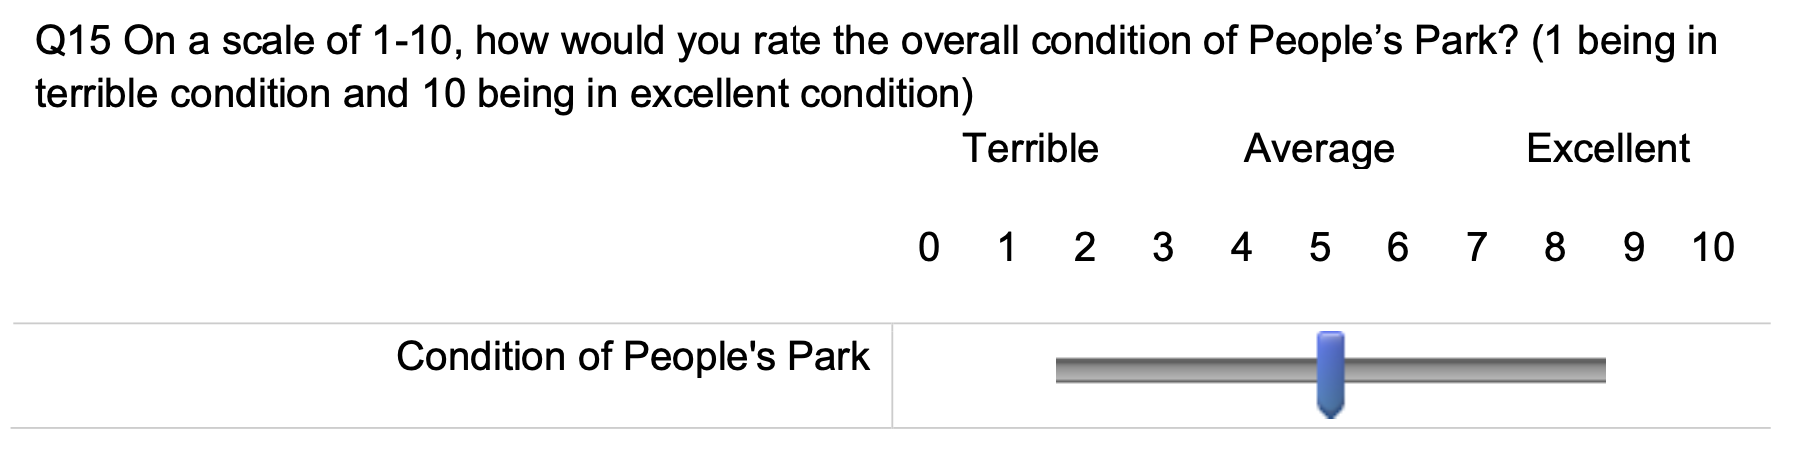 Q15 On a scale of 1-10, how would you rate the overall condition of People’s Park? (1 being in
terrible condition and 10 being in excellent condition)
Terrible Average Excellent
0 1 2 3 4 5 6 7 8 9 10
Condition of People's Park